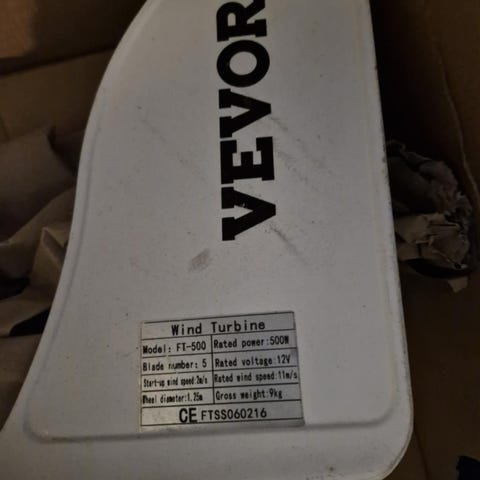 VEVOR
Wind Turbine
Model: FT-500 Rated power:500W
Blade number: 5 Rated voltage:12V
Start-up wind speed:2m/s Rated wind speed:11m/s
Wheel diameter:1.25m Gross weight:9kg
CE FTSS060216